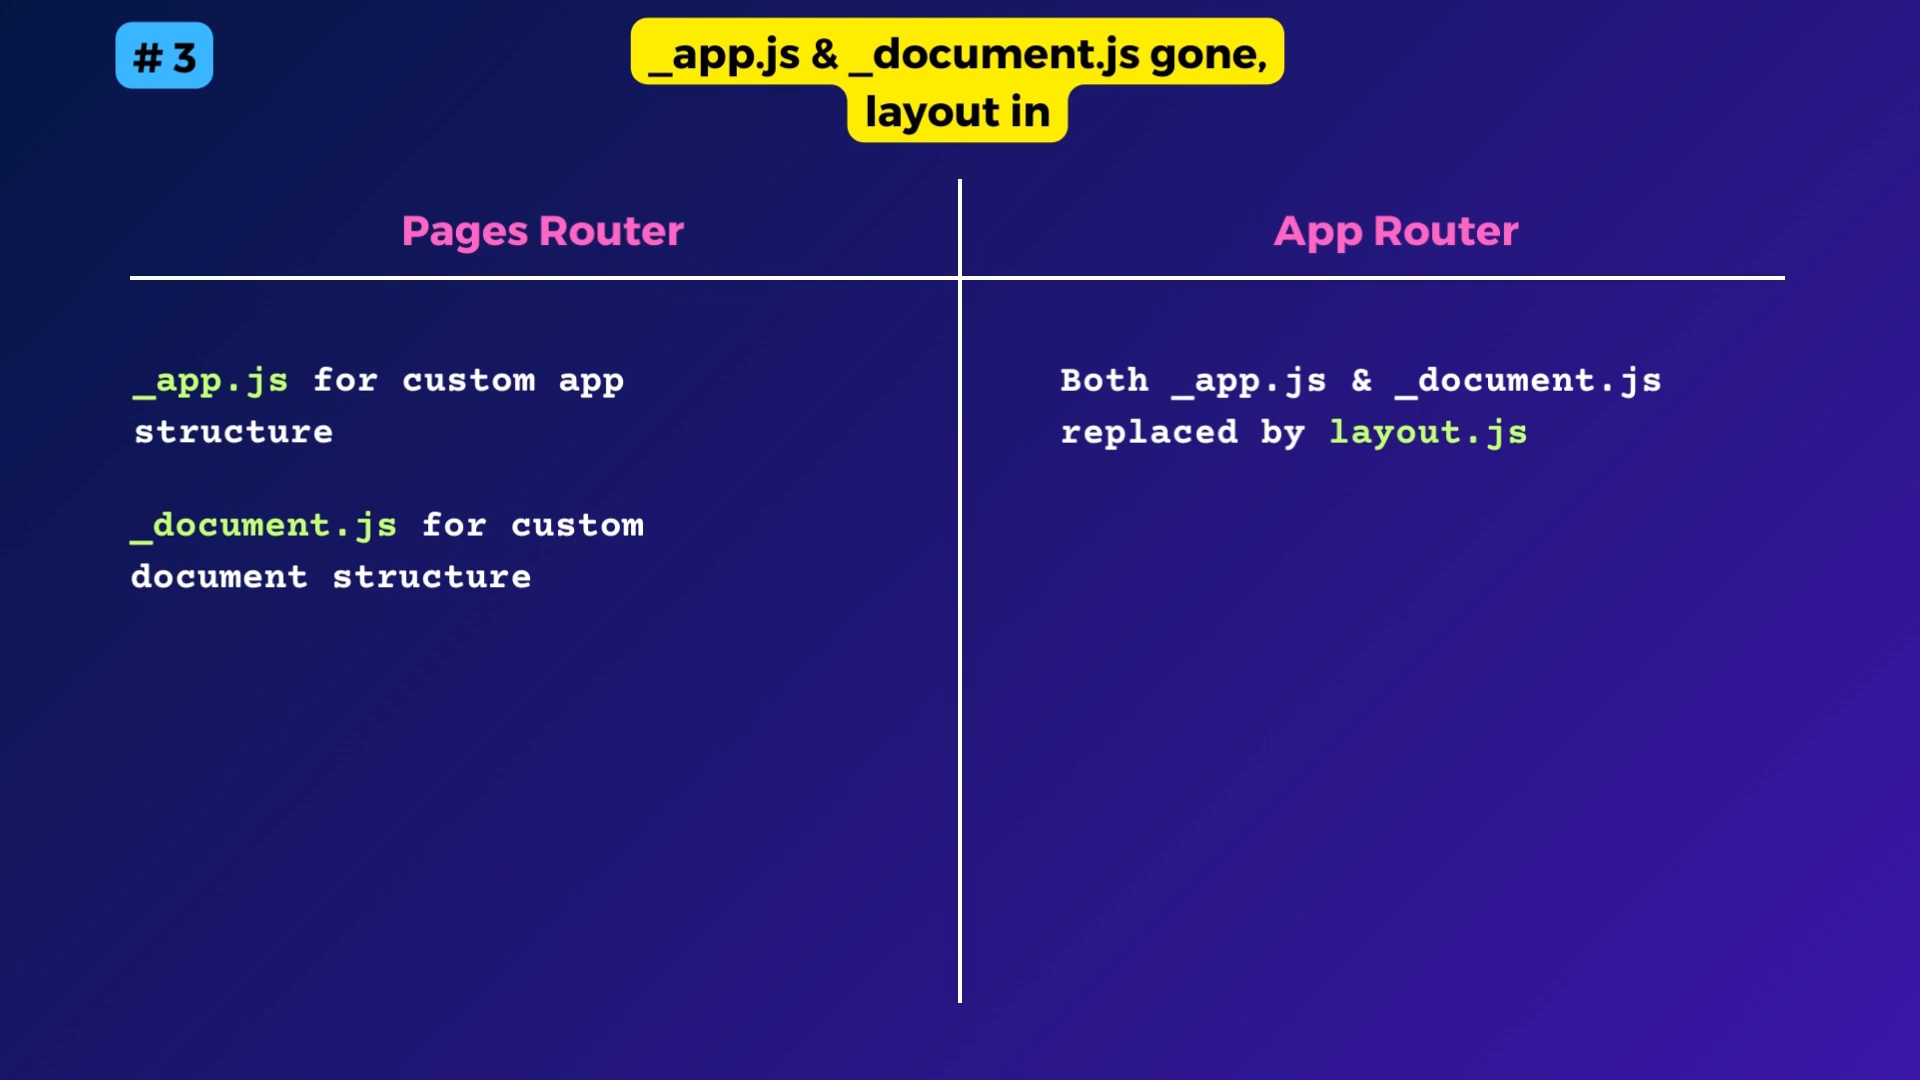 # 3
_app.js & _document.js gone,
layout in
Pages Router
App Router
_app.js for custom app
structure
_document.js for custom
document structure
Both _app.js & _document.js
replaced by layout.js